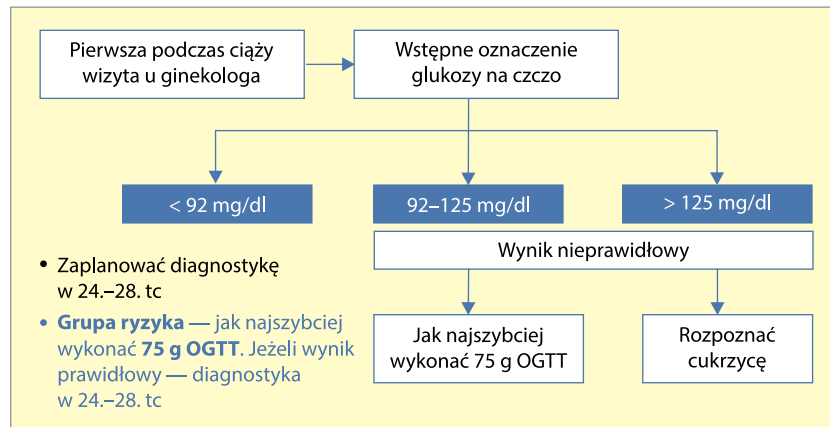 Pierwsza podczas ciąży
wizyta u ginekologa
Wstępne oznaczenie
glukozy na czczo
< 92 mg/dl
92–125 mg/dl
> 125 mg/dl
Wynik nieprawidłowy
• Zaplanować diagnostykę
w 24.–28. tc
• Grupa ryzyka — jak najszybciej
wykonać 75 g OGTT. Jeżeli wynik
prawidłowy — diagnostyka
w 24.–28. tc
Jak najszybciej
wykonać 75 g OGTT
Rozpoznać
cukrzycę